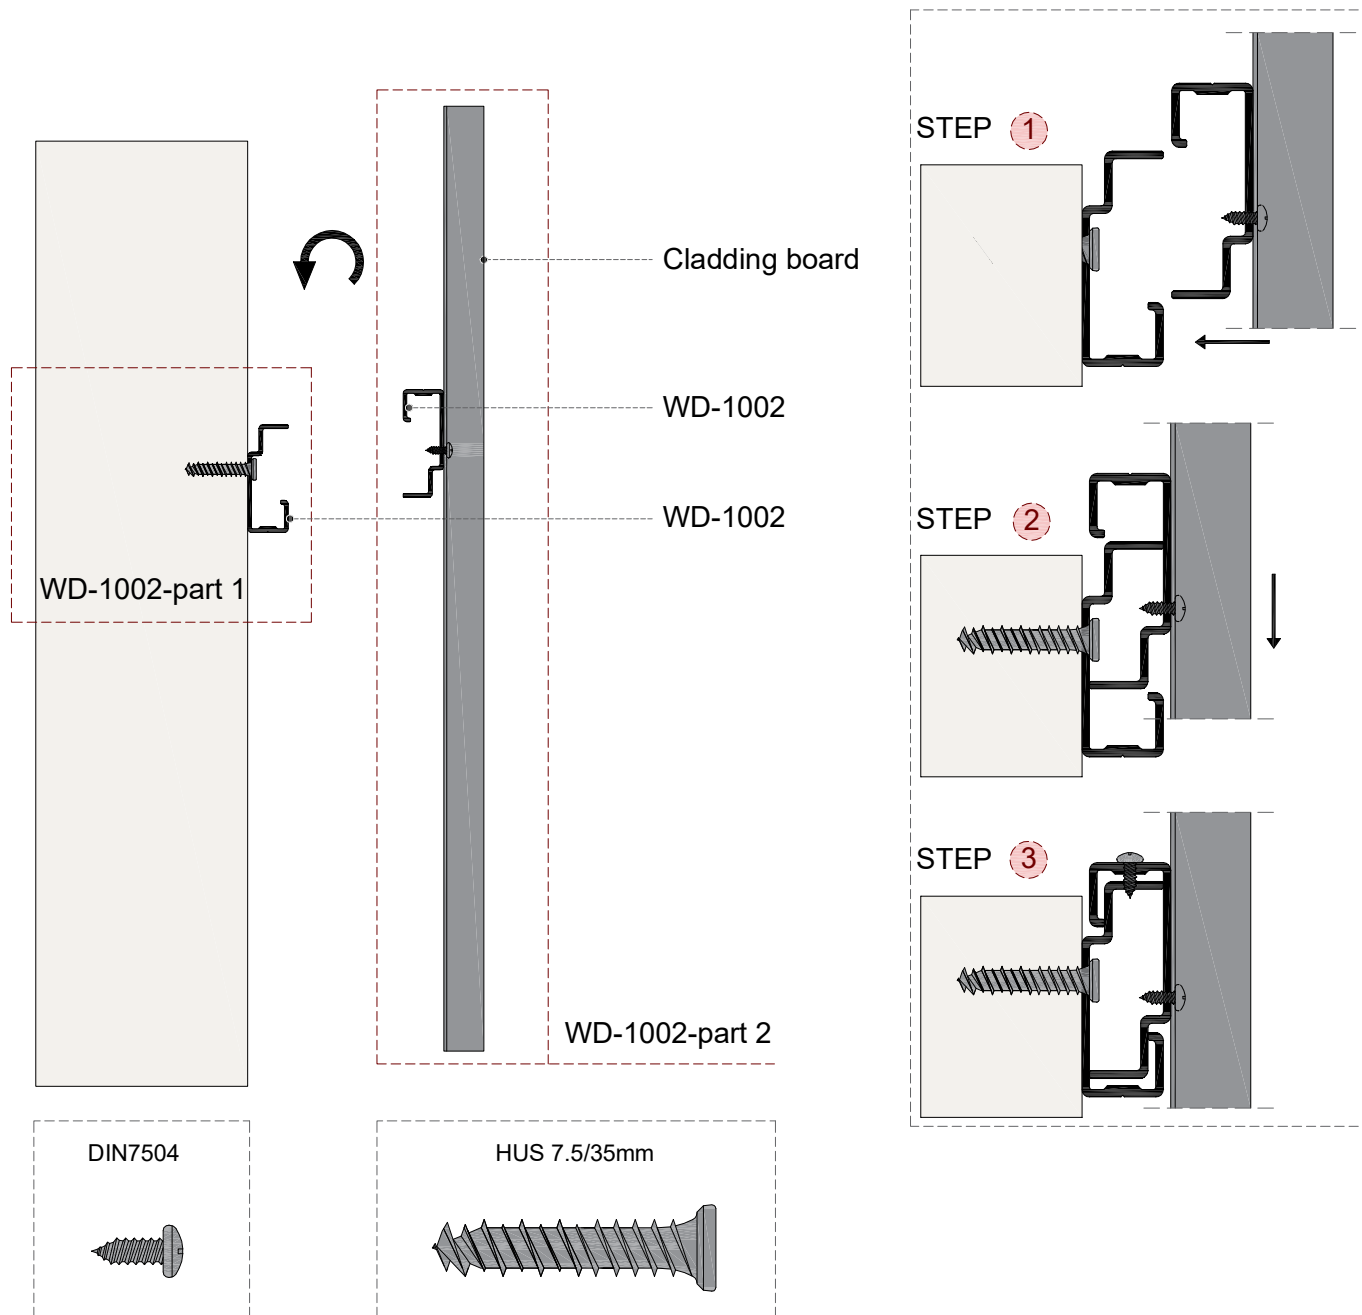 Cladding board
WD-1002
WD-1002
WD-1002-part 1
WD-1002-part 2
DIN7504
HUS 7.5/35mm
STEP 1
STEP 2
STEP 3